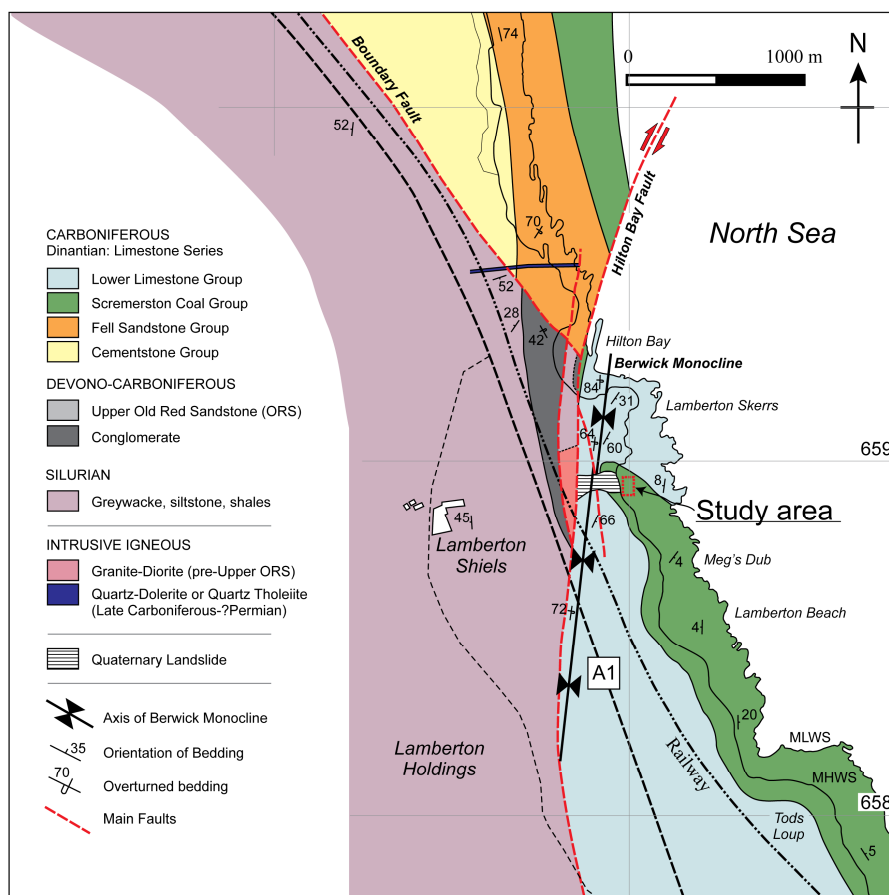 0
1000 m
N
74
Boundary Fault
52
Hilton Bay Fault
70
North Sea
52
28
42
Hilton Bay
Berwick Monocline
84
31
Lamberton Skerrs
64
60
659
8
Study area
66
45
Lamberton
Shiels
4
Meg's Dub
72
4
Lamberton Beach
A1
20
Lamberton
Holdings
Railway
MLWS
MHWS
658
Tods
Loup
5
CARBONIFEROUS
Dinantian: Limestone Series
Lower Limestone Group
Scremerston Coal Group
Fell Sandstone Group
Cementstone Group
DEVONO-CARBONIFEROUS
Upper Old Red Sandstone (ORS)
Conglomerate
SILURIAN
Greywacke, siltstone, shales
INTRUSIVE IGNEOUS
Granite-Diorite (pre-Upper ORS)
Quartz-Dolerite or Quartz Tholeiite
(Late Carboniferous-?Permian)
Quaternary Landslide
Axis of Berwick Monocline
35
Orientation of Bedding
70
Overturned bedding
Main Faults